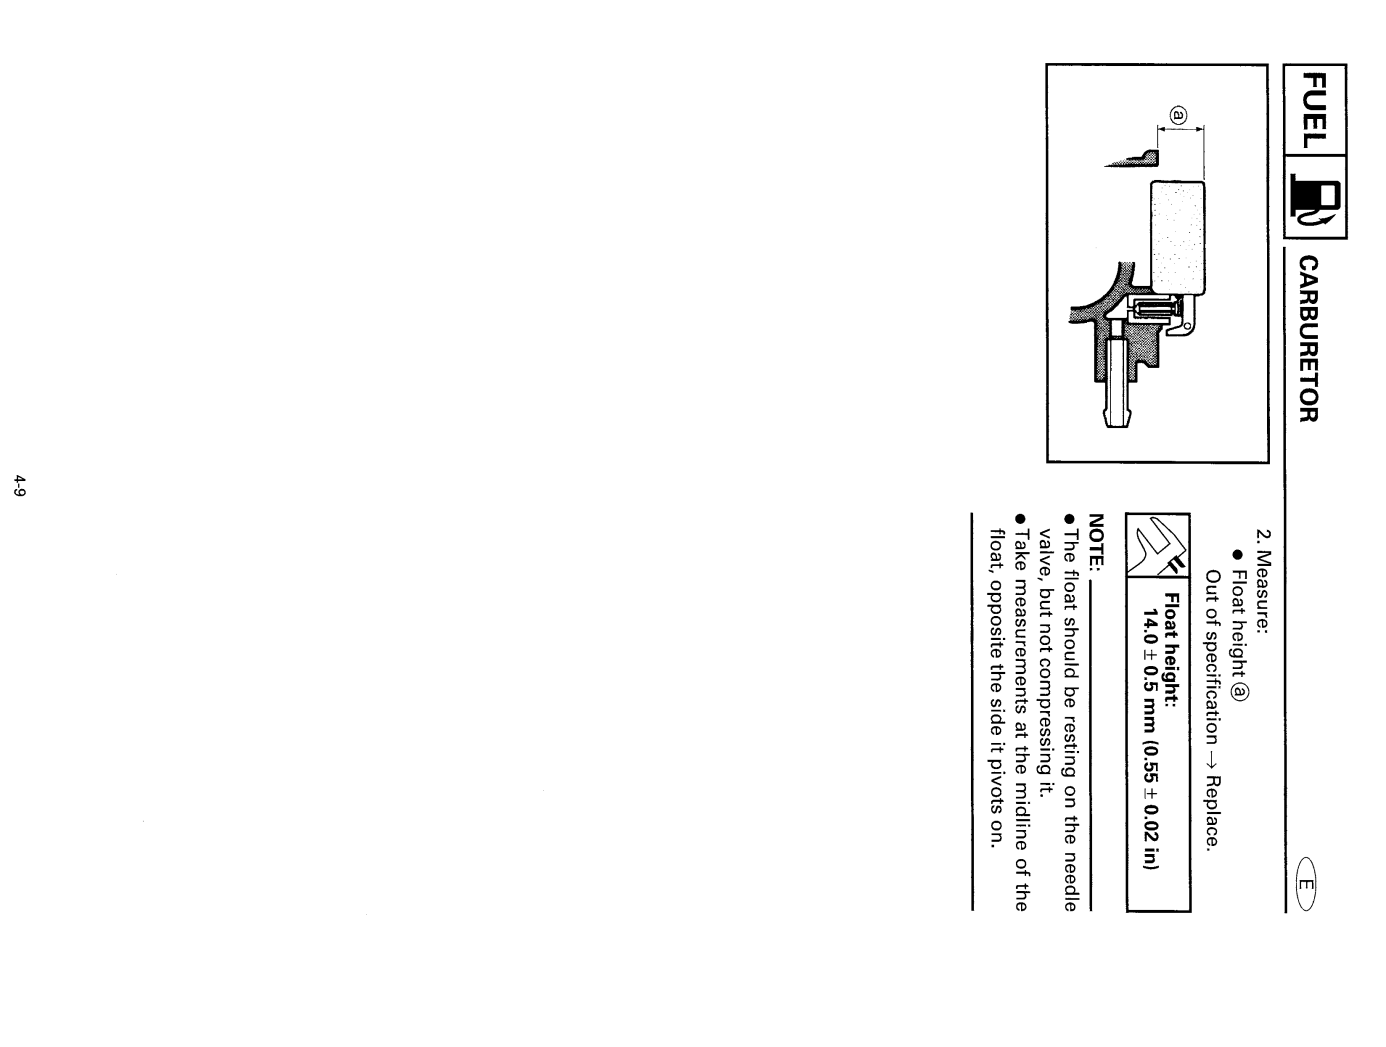 FUEL
CARBURETOR
E
ⓐ
2. Measure:
● Float height ⓐ
Out of specification → Replace.
Float height:
14.0 ± 0.5 mm (0.55 ± 0.02 in)
NOTE:
● The float should be resting on the needle
valve, but not compressing it.
● Take measurements at the midline of the
float, opposite the side it pivots on.
4-9